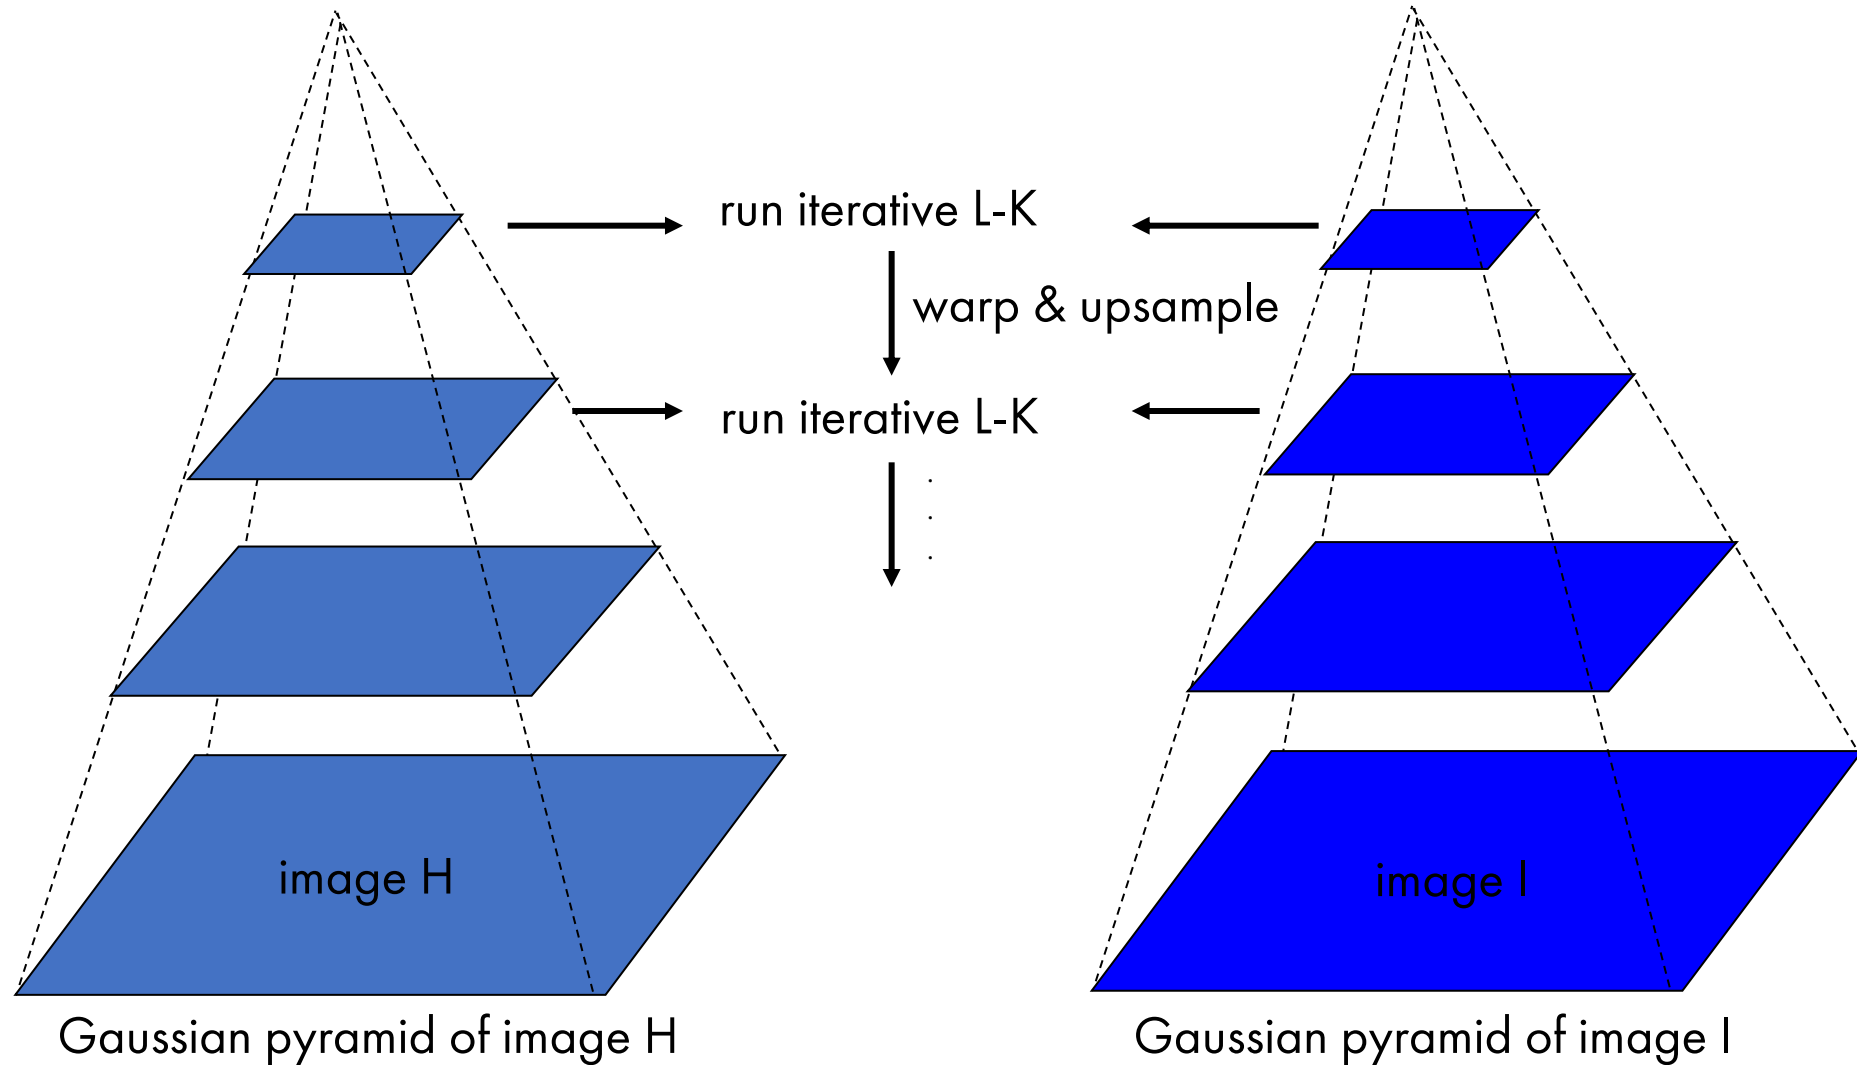 run iterative L-K
warp & upsample
run iterative L-K
.
.
.
image H
image I
Gaussian pyramid of image H
Gaussian pyramid of image I